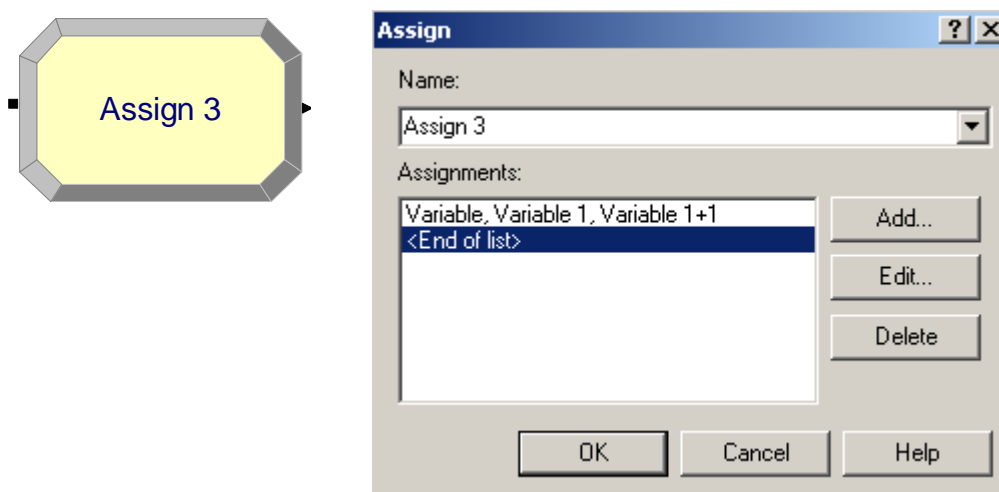 Assign 3
Assign
Name:
Assign 3
Assignments:
Variable, Variable 1, Variable 1+1
<End of list>
Add...
Edit...
Delete
OK
Cancel
Help